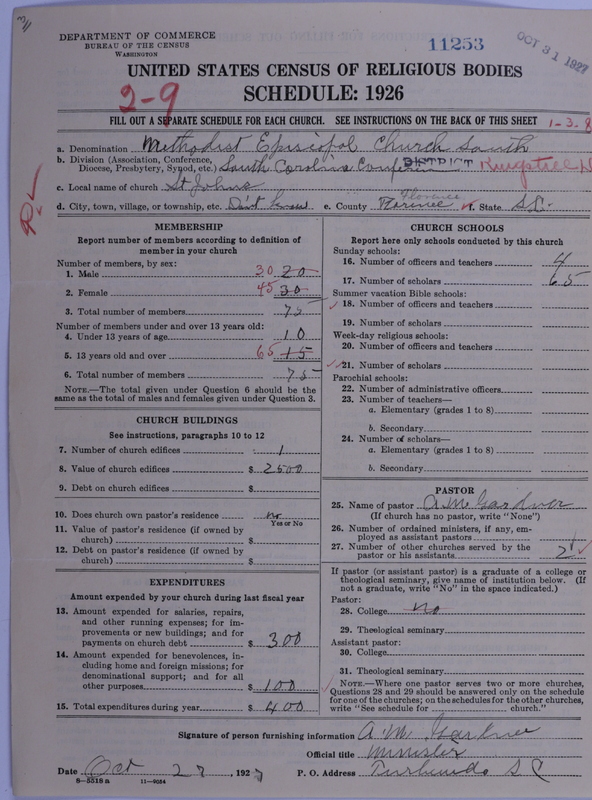 DEPARTMENT OF COMMERCE
BUREAU OF THE CENSUS
WASHINGTON
11253
OCT 31 1927
UNITED STATES CENSUS OF RELIGIOUS BODIES
2-9
SCHEDULE: 1926
FILL OUT A SEPARATE SCHEDULE FOR EACH CHURCH. SEE INSTRUCTIONS ON THE BACK OF THIS SHEET 1-3-8
a. Denomination Methodist Episcopal Church South
b. Division (Association, Conference,
Diocese, Presbytery, Synod, etc.) South Carolina Conference DISTRICT
c. Local name of church St Johns
d. City, town, village, or township, etc. e. County Florence f. State S.C.
MEMBERSHIP
Report number of members according to definition of
member in your church
Number of members, by sex:
1. Male 30 20
2. Female 45 30
3. Total number of members 75
Number of members under and over 13 years old:
4. Under 13 years of age 10
5. 13 years old and over 65 15
6. Total number of members 75
NOTE.—The total given under Question 6 should be the
same as the total of males and females given under Question 3.
CHURCH BUILDINGS
See instructions, paragraphs 10 to 12
7. Number of church edifices 1
8. Value of church edifices $ 2500
9. Debt on church edifices $
10. Does church own pastor's residence no
Yes or No
11. Value of pastor's residence (if owned by
church) $
12. Debt on pastor's residence (if owned by
church) $
EXPENDITURES
Amount expended by your church during last fiscal year
13. Amount expended for salaries, repairs,
and other running expenses; for im-
provements or new buildings; and for
payments on church debt $ 300
14. Amount expended for benevolences, in-
cluding home and foreign missions; for
denominational support; and for all
other purposes $ 100
15. Total expenditures during year $ 400
CHURCH SCHOOLS
Report here only schools conducted by this church
Sunday schools:
16. Number of officers and teachers 4
17. Number of scholars 65
Summer vacation Bible schools:
18. Number of officers and teachers
19. Number of scholars
Week-day religious schools:
20. Number of officers and teachers
21. Number of scholars
Parochial schools:
22. Number of administrative officers
23. Number of teachers—
a. Elementary (grades 1 to 8)
b. Secondary
24. Number of scholars—
a. Elementary (grades 1 to 8)
b. Secondary
PASTOR
25. Name of pastor A M Gardner
(If church has no pastor, write "None")
26. Number of ordained ministers, if any, em-
ployed as assistant pastors
27. Number of other churches served by the
pastor or his assistants 2
If pastor (or assistant pastor) is a graduate of a college or
theological seminary, give name of institution below. (If
not a graduate, write "No" in the space indicated.)
Pastor:
28. College no
29. Theological seminary
Assistant pastor:
30. College
31. Theological seminary
NOTE.—Where one pastor serves two or more churches,
Questions 28 and 29 should be answered only on the schedule
for one of the churches; on the schedules for the other churches,
write "See schedule for church."
Signature of person furnishing information A. M. Gardner
Official title Minister
Date Oct 27, 1927 P. O. Address S C
8-5518 a 11-9054